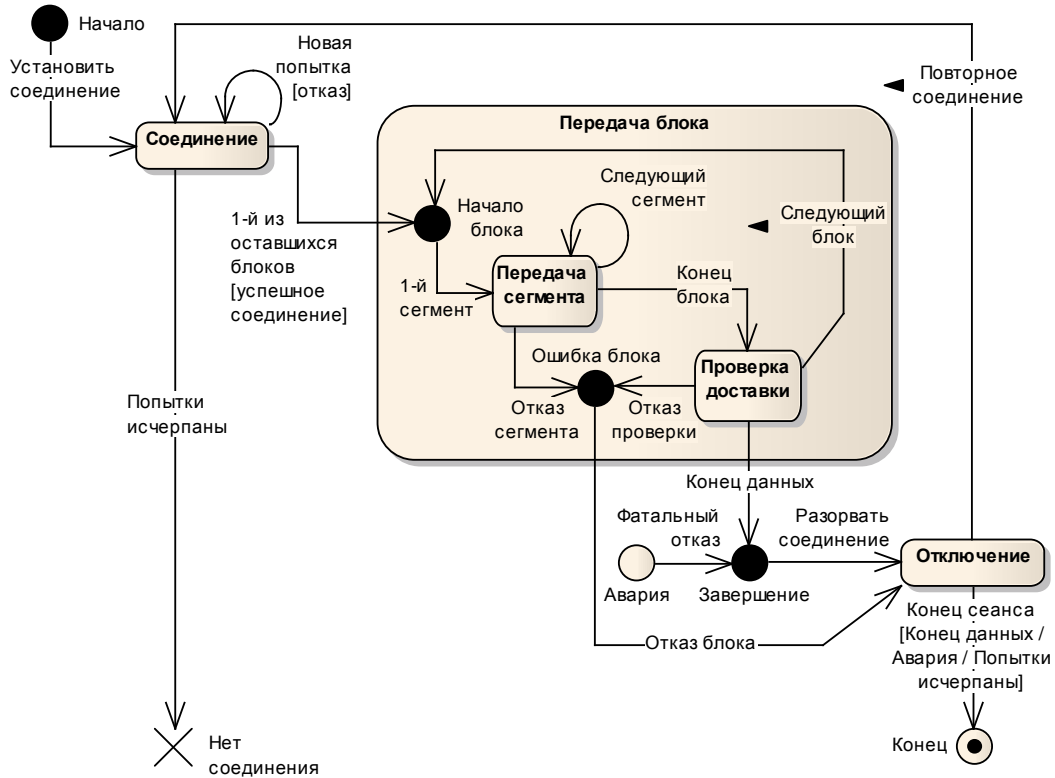 Начало
Установить
соединение
Новая
попытка
[отказ]
Повторное
соединение
Соединение
Передача блока
Следующий
сегмент
Начало
блока
Следующий
блок
1-й из
оставшихся
блоков
[успешное
соединение]
1-й
сегмент
Передача
сегмента
Конец
блока
Ошибка блока
Проверка
доставки
Отказ
сегмента
Отказ
проверки
Попытки
исчерпаны
Конец данных
Фатальный
отказ
Разорвать
соединение
Отключение
Авария
Завершение
Конец сеанса
[Конец данных /
Авария / Попытки
исчерпаны]
Отказ блока
Нет
соединения
Конец